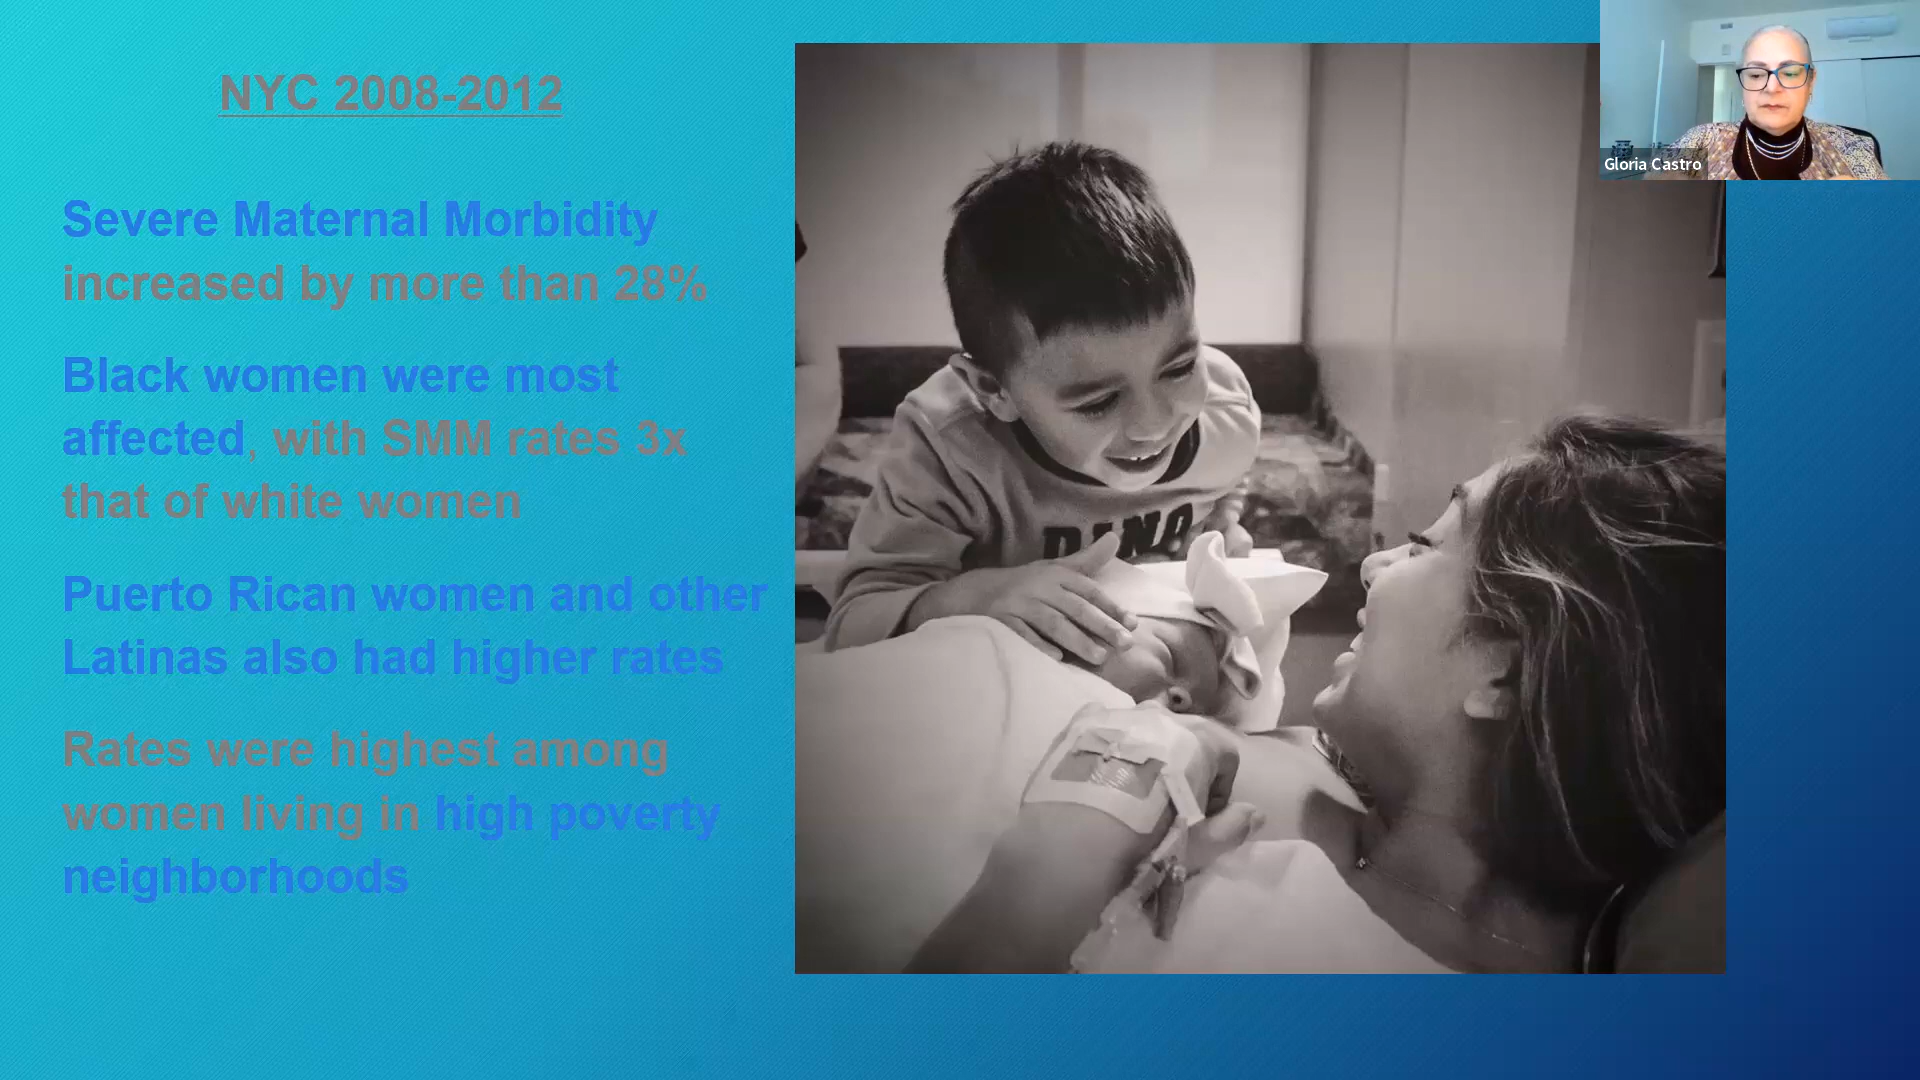 NYC 2008-2012
Severe Maternal Morbidity
increased by more than 28%
Black women were most
affected, with SMM rates 3x
that of white women
Puerto Rican women and other
Latinas also had higher rates
Rates were highest among
women living in high poverty
neighborhoods
DINO
Gloria Castro